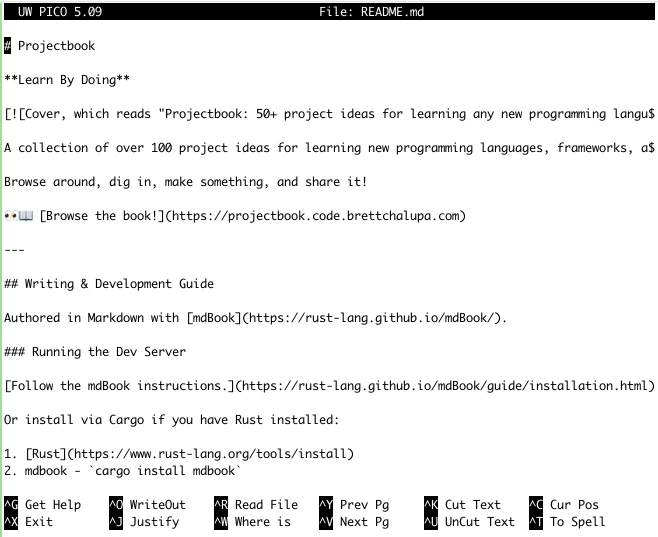 UW PICO 5.09 File: README.md
# Projectbook
**Learn By Doing**
[![Cover, which reads "Projectbook: 50+ project ideas for learning any new programming langu$
A collection of over 100 project ideas for learning new programming languages, frameworks, a$
Browse around, dig in, make something, and share it!
👀📖 [Browse the book!](https://projectbook.code.brettchalupa.com)
---
## Writing & Development Guide
Authored in Markdown with [mdBook](https://rust-lang.github.io/mdBook/).
### Running the Dev Server
[Follow the mdBook instructions.](https://rust-lang.github.io/mdBook/guide/installation.html)
Or install via Cargo if you have Rust installed:
1. [Rust](https://www.rust-lang.org/tools/install)
2. mdbook - `cargo install mdbook`
^G Get Help ^O WriteOut ^R Read File ^Y Prev Pg ^K Cut Text ^C Cur Pos
^X Exit ^J Justify ^W Where is ^V Next Pg ^U UnCut Text ^T To Spell